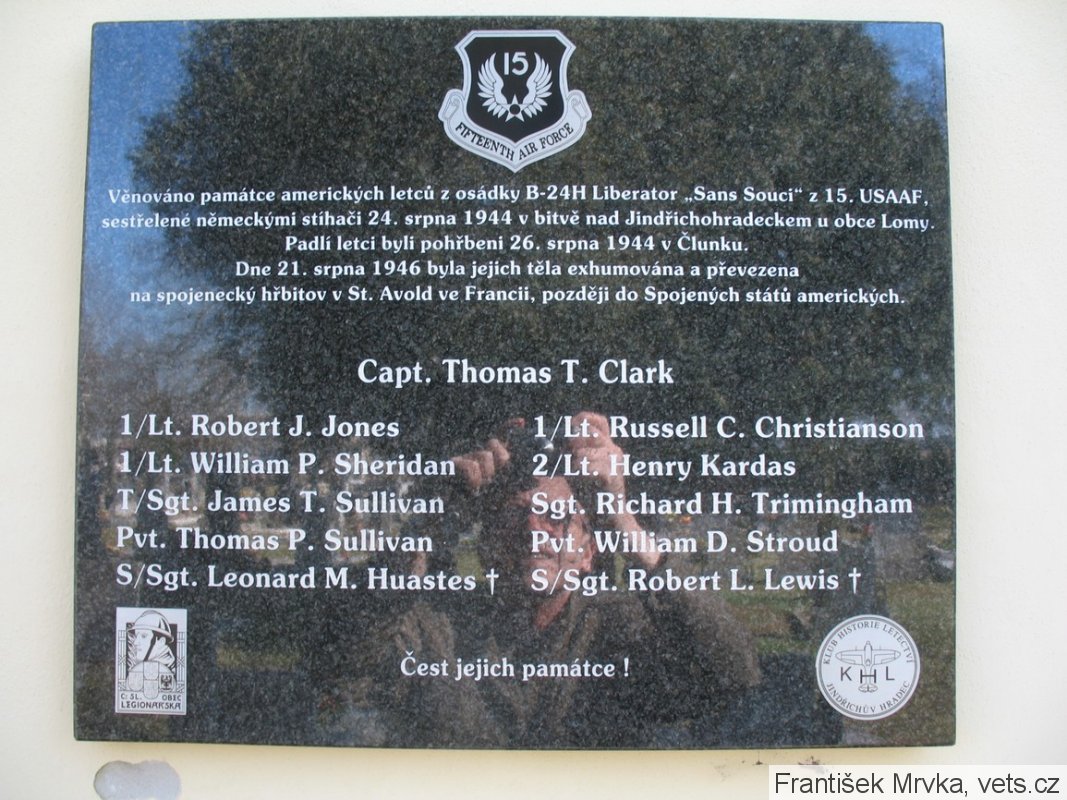 15
FIFTEENTH AIR FORCE
Věnováno památce amerických letců z osádky B-24H Liberator „Sans Souci“ z 15. USAAF,
sestřelené německými stíhači 24. srpna 1944 v bitvě nad Jindřichohradeckem u obce Lomy.
Padlí letci byli pohřbeni 26. srpna 1944 v Člunku.
Dne 21. srpna 1946 byla jejich těla exhumována a převezena
na spojenecký hřbitov v St. Avold ve Francii, později do Spojených států amerických.
Capt. Thomas T. Clark
1/Lt. Robert J. Jones
1/Lt. William P. Sheridan
T/Sgt. James T. Sullivan
Pvt. Thomas P. Sullivan
S/Sgt. Leonard M. Huastes †
1/Lt. Russell C. Christianson
2/Lt. Henry Kardas
Sgt. Richard H. Trimingham
Pvt. William D. Stroud
S/Sgt. Robert L. Lewis †
Čest jejich památce !
Č. SL. OBEC
LEGIONÁŘSKÁ
KLUB HISTORIE LETECTVÍ
KHL
JINDŘICHŮV HRADEC
František Mrvka, vets.cz